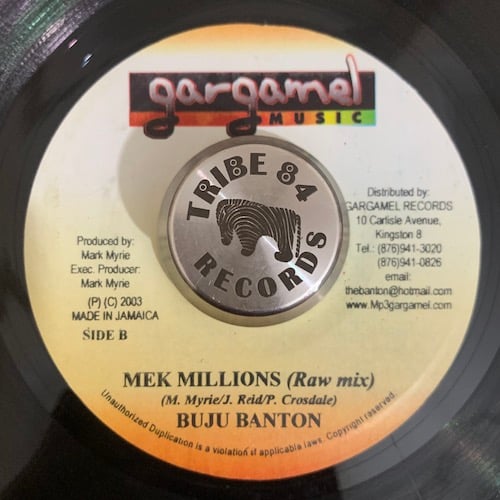 gargamel
MUSIC
TRIBE 84
RECORDS
Distributed by:
GARGAMEL RECORDS
10 Carlisle Avenue,
Kingston 8
Tel.: (876)941-3020
(876)941-0826
email:
thebanton@hotmail.com
www.Mp3gargamel.com
Produced by:
Mark Myrie
Exec. Producer:
Mark Myrie
(P) (C) 2003
MADE IN JAMAICA
SIDE B
MEK MILLIONS (Raw mix)
(M. Myrie/J. Reid/P. Crosdale)
BUJU BANTON
Unauthorized Duplication is a violation of applicable laws. Copyright reserved.